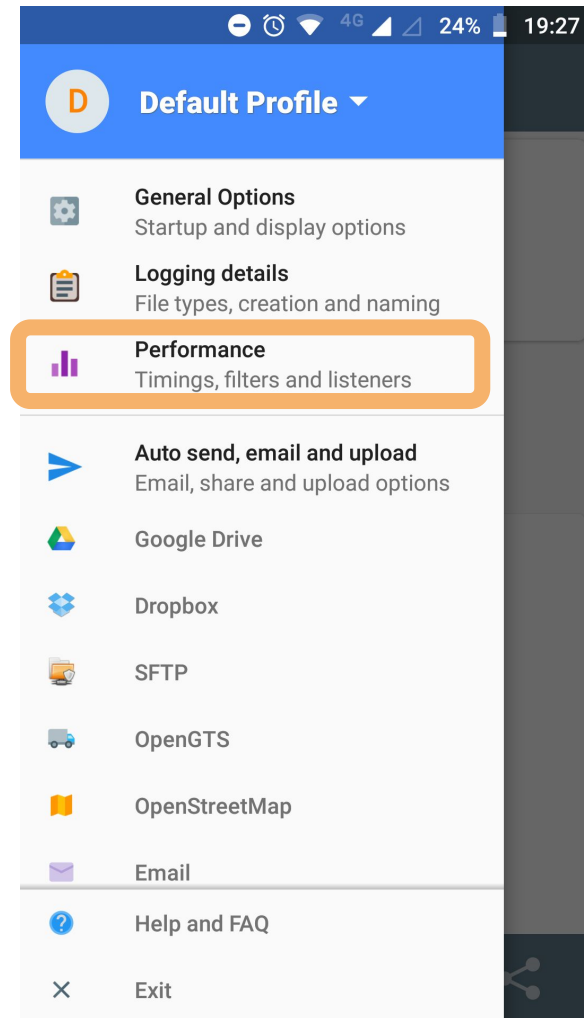 4G 24% 19:27
D Default Profile
General Options
Startup and display options
Logging details
File types, creation and naming
Performance
Timings, filters and listeners
Auto send, email and upload
Email, share and upload options
Google Drive
Dropbox
SFTP
OpenGTS
OpenStreetMap
Email
? Help and FAQ
Exit